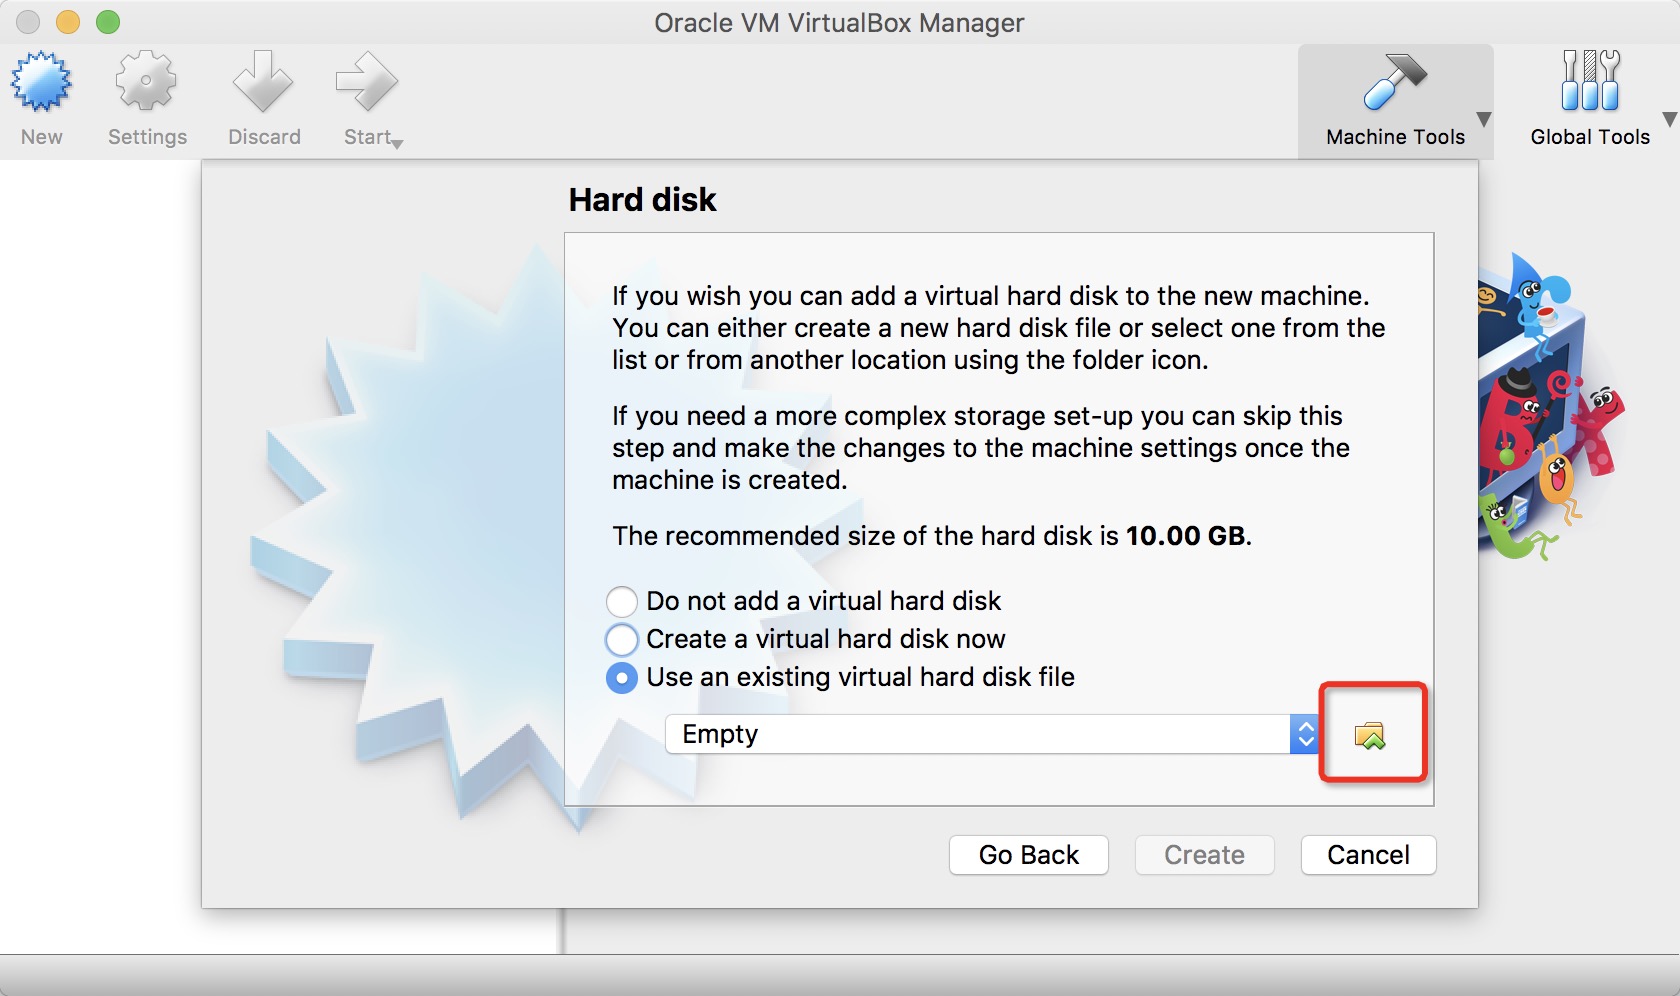 Oracle VM VirtualBox Manager
New
Settings
Discard
Start
Machine Tools
Global Tools
Hard disk
If you wish you can add a virtual hard disk to the new machine.
You can either create a new hard disk file or select one from the
list or from another location using the folder icon.
If you need a more complex storage set-up you can skip this
step and make the changes to the machine settings once the
machine is created.
The recommended size of the hard disk is 10.00 GB.
Do not add a virtual hard disk
Create a virtual hard disk now
Use an existing virtual hard disk file
Empty
Go Back
Create
Cancel